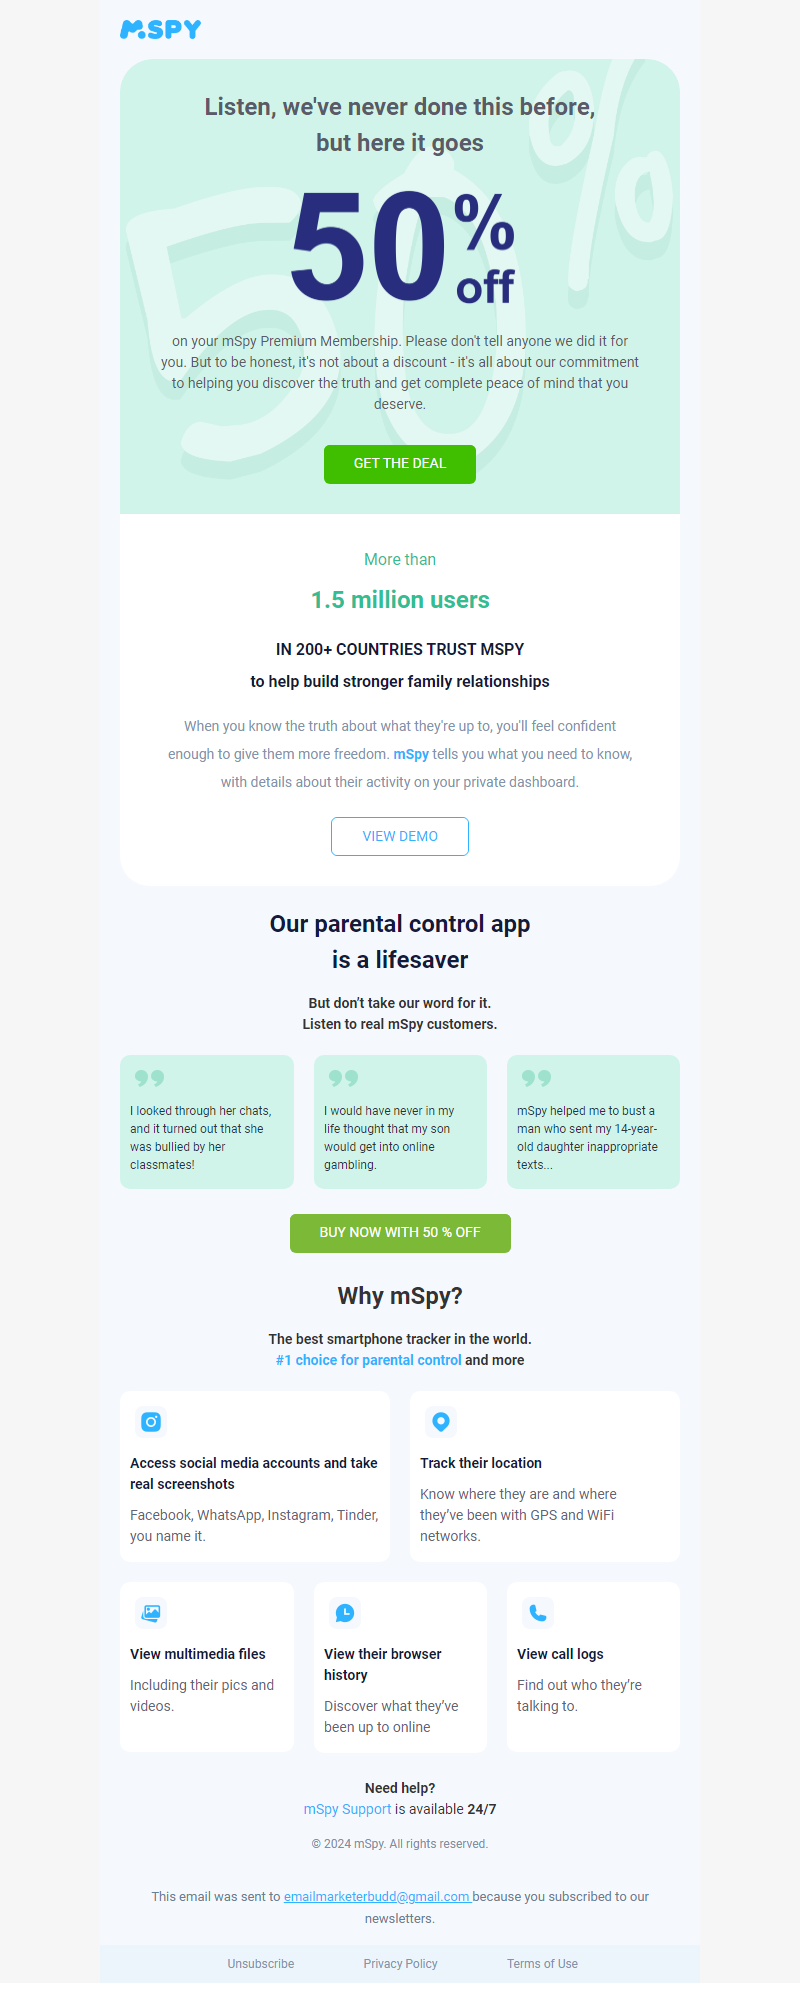 mSPY
Listen, we've never done this before,
but here it goes
50% off
on your mSpy Premium Membership. Please don't tell anyone we did it for
you. But to be honest, it's not about a discount - it's all about our commitment
to helping you discover the truth and get complete peace of mind that you
deserve.
GET THE DEAL
More than
1.5 million users
IN 200+ COUNTRIES TRUST MSPY
to help build stronger family relationships
When you know the truth about what they're up to, you'll feel confident
enough to give them more freedom. mSpy tells you what you need to know,
with details about their activity on your private dashboard.
VIEW DEMO
Our parental control app
is a lifesaver
But don't take our word for it.
Listen to real mSpy customers.
I looked through her chats,
and it turned out that she
was bullied by her
classmates!
I would have never in my
life thought that my son
would get into online
gambling.
mSpy helped me to bust a
man who sent my 14-year-
old daughter inappropriate
texts...
BUY NOW WITH 50 % OFF
Why mSpy?
The best smartphone tracker in the world.
#1 choice for parental control and more
Access social media accounts and take
real screenshots
Facebook, WhatsApp, Instagram, Tinder,
you name it.
Track their location
Know where they are and where
they've been with GPS and WiFi
networks.
View multimedia files
Including their pics and
videos.
View their browser
history
Discover what they've
been up to online
View call logs
Find out who they're
talking to.
Need help?
mSpy Support is available 24/7
© 2024 mSpy. All rights reserved.
This email was sent to emailmarketerbudd@gmail.com because you subscribed to our
newsletters.
Unsubscribe Privacy Policy Terms of Use